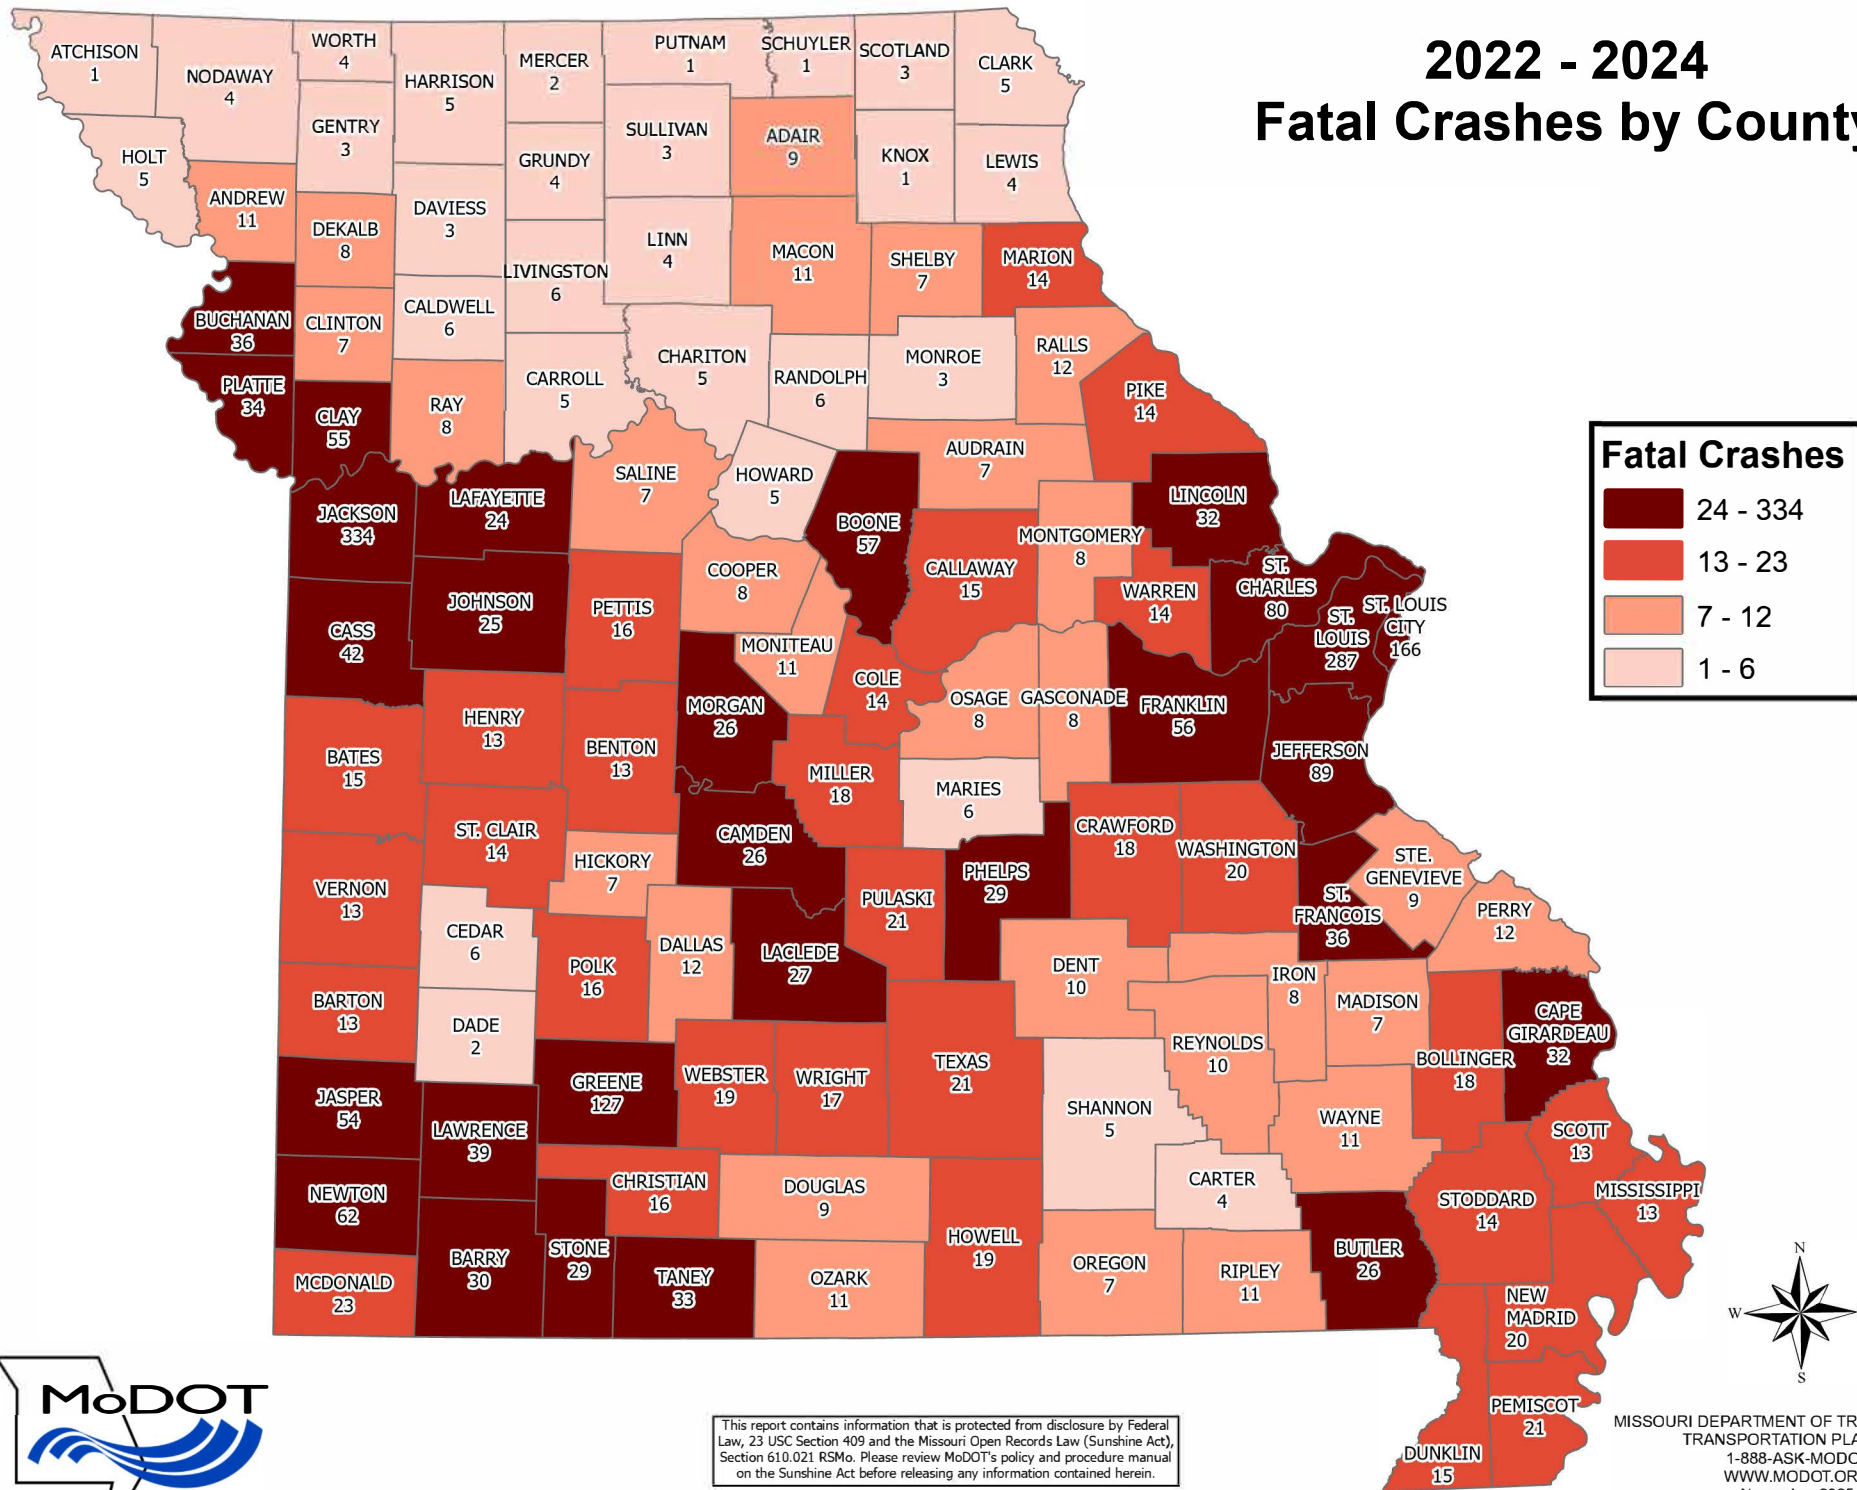 2022 - 2024
Fatal Crashes by County
ATCHISON
1
NODAWAY
4
WORTH
4
HARRISON
5
MERCER
2
PUTNAM
1
SCHUYLER
1
SCOTLAND
3
CLARK
5
HOLT
5
GENTRY
3
GRUNDY
4
SULLIVAN
3
ADAIR
9
KNOX
1
LEWIS
4
ANDREW
11
DEKALB
8
DAVIESS
3
LIVINGSTON
6
LINN
4
MACON
11
SHELBY
7
MARION
14
BUCHANAN
36
CLINTON
7
CALDWELL
6
CARROLL
5
CHARITON
5
RANDOLPH
6
MONROE
3
RALLS
12
PIKE
14
PLATTE
34
CLAY
55
RAY
8
SALINE
7
HOWARD
5
AUDRAIN
7
Fatal Crashes
24 - 334
13 - 23
7 - 12
1 - 6
JACKSON
334
LAFAYETTE
24
BOONE
57
LINCOLN
32
MONTGOMERY
8
COOPER
8
CALLAWAY
15
WARREN
14
ST.
CHARLES
80
ST.
LOUIS
287
ST. LOUIS
CITY
166
CASS
42
JOHNSON
25
PETTIS
16
MONITEAU
11
COLE
14
OSAGE
8
GASCONADE
8
FRANKLIN
56
JEFFERSON
89
BATES
15
HENRY
13
BENTON
13
MORGAN
26
MILLER
18
MARIES
6
ST. CLAIR
14
CAMDEN
26
CRAWFORD
18
WASHINGTON
20
VERNON
13
HICKORY
7
PULASKI
21
PHELPS
29
ST.
FRANCOIS
36
STE.
GENEVIEVE
9
PERRY
12
CEDAR
6
POLK
16
DALLAS
12
LACLEDE
27
DENT
10
IRON
8
MADISON
7
BARTON
13
DADE
2
REYNOLDS
10
BOLLINGER
18
CAPE
GIRARDEAU
32
JASPER
54
GREENE
127
WEBSTER
19
WRIGHT
17
TEXAS
21
SHANNON
5
WAYNE
11
LAWRENCE
39
SCOTT
13
NEWTON
62
CHRISTIAN
16
DOUGLAS
9
CARTER
4
STODDARD
14
MISSISSIPPI
13
HOWELL
19
BARRY
30
STONE
29
TANEY
33
OZARK
11
OREGON
7
RIPLEY
11
BUTLER
26
MCDONALD
23
NEW
MADRID
20
PEMISCOT
21
DUNKLIN
15
N
W
S
MoDOT
This report contains information that is protected from disclosure by Federal
Law, 23 USC Section 409 and the Missouri Open Records Law (Sunshine Act),
Section 610.021 RSMo. Please review MoDOT's policy and procedure manual
on the Sunshine Act before releasing any information contained herein.
MISSOURI DEPARTMENT OF TR
TRANSPORTATION PLA
1-888-ASK-MODO
WWW.MODOT.OR